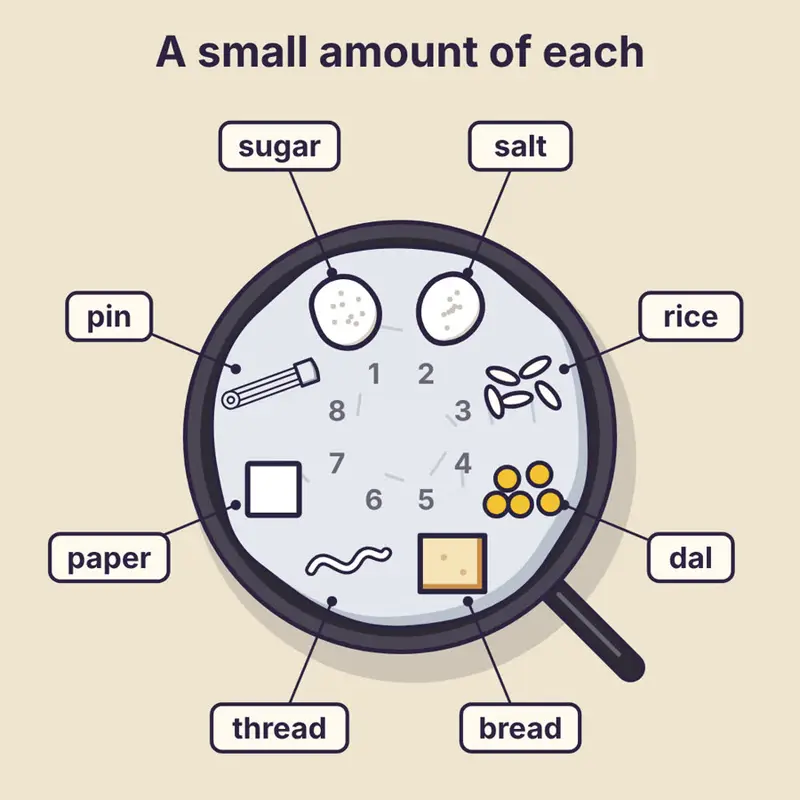 A small amount of each
sugar
salt
pin
rice
1 2
8 3
7 4
6 5
paper
dal
thread
bread